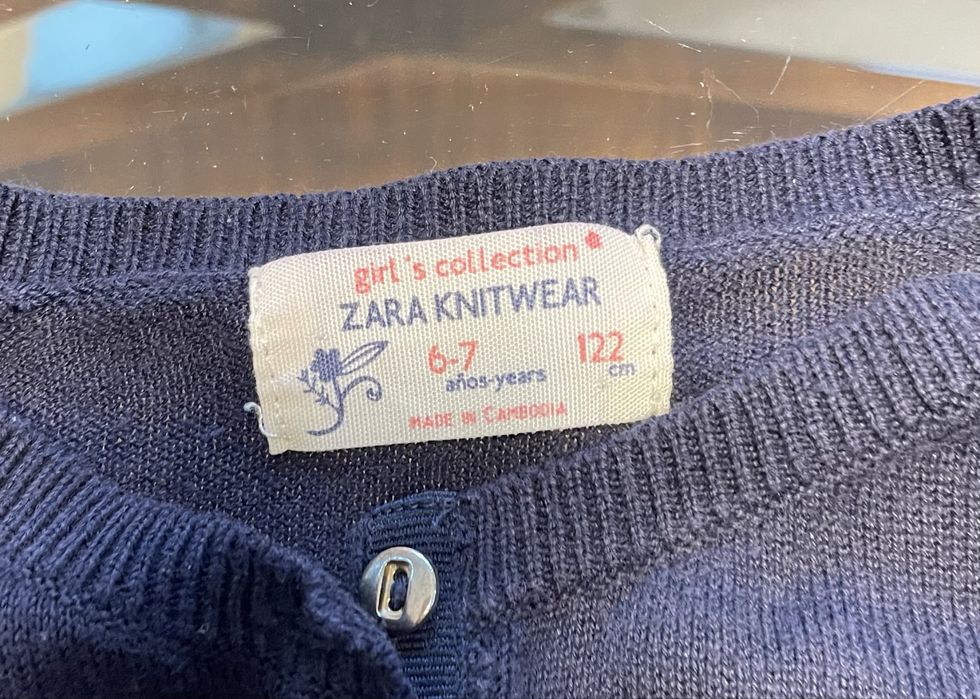 girl's collection
ZARA KNITWEAR
6-7 122
años-years cm
MADE IN CAMBODIA